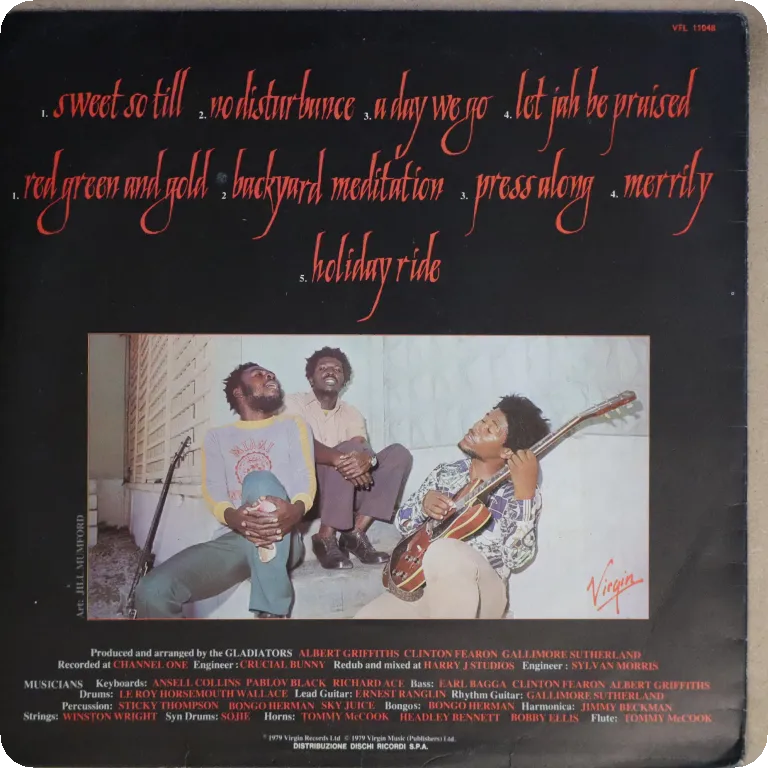 VFL 11048
1. sweet so till 2. no disturbance 3. a day we go 4. let jah be praised
1. red green and gold 2 backyard meditation 3. press along 4. merrily
5. holiday ride
MIAMI
Art: JILL MUMFORD
Virgin
Produced and arranged by the GLADIATORS ALBERT GRIFFITHS CLINTON FEARON GALLIMORE SUTHERLAND
Recorded at CHANNEL ONE Engineer : CRUCIAL BUNNY Redub and mixed at HARRY J STUDIOS Engineer : SYLVAN MORRIS
MUSICIANS Keyboards: ANSELL COLLINS PABLOV BLACK RICHARD ACE Bass: EARL BAGGA CLINTON FEARON ALBERT GRIFFITHS
Drums: LE ROY HORSEMOUTH WALLACE Lead Guitar: ERNEST RANGLIN Rhythm Guitar: GALLIMORE SUTHERLAND
Percussion: STICKY THOMPSON BONGO HERMAN SKY JUICE Bongos: BONGO HERMAN Harmonica: JIMMY BECKMAN
Strings: WINSTON WRIGHT Syn Drums: SOJIE Horns: TOMMY McCOOK HEADLEY BENNETT BOBBY ELLIS Flute: TOMMY McCOOK
℗ 1979 Virgin Records Ltd © 1979 Virgin Music (Publishers) Ltd.
DISTRIBUZIONE DISCHI RICORDI S.P.A.